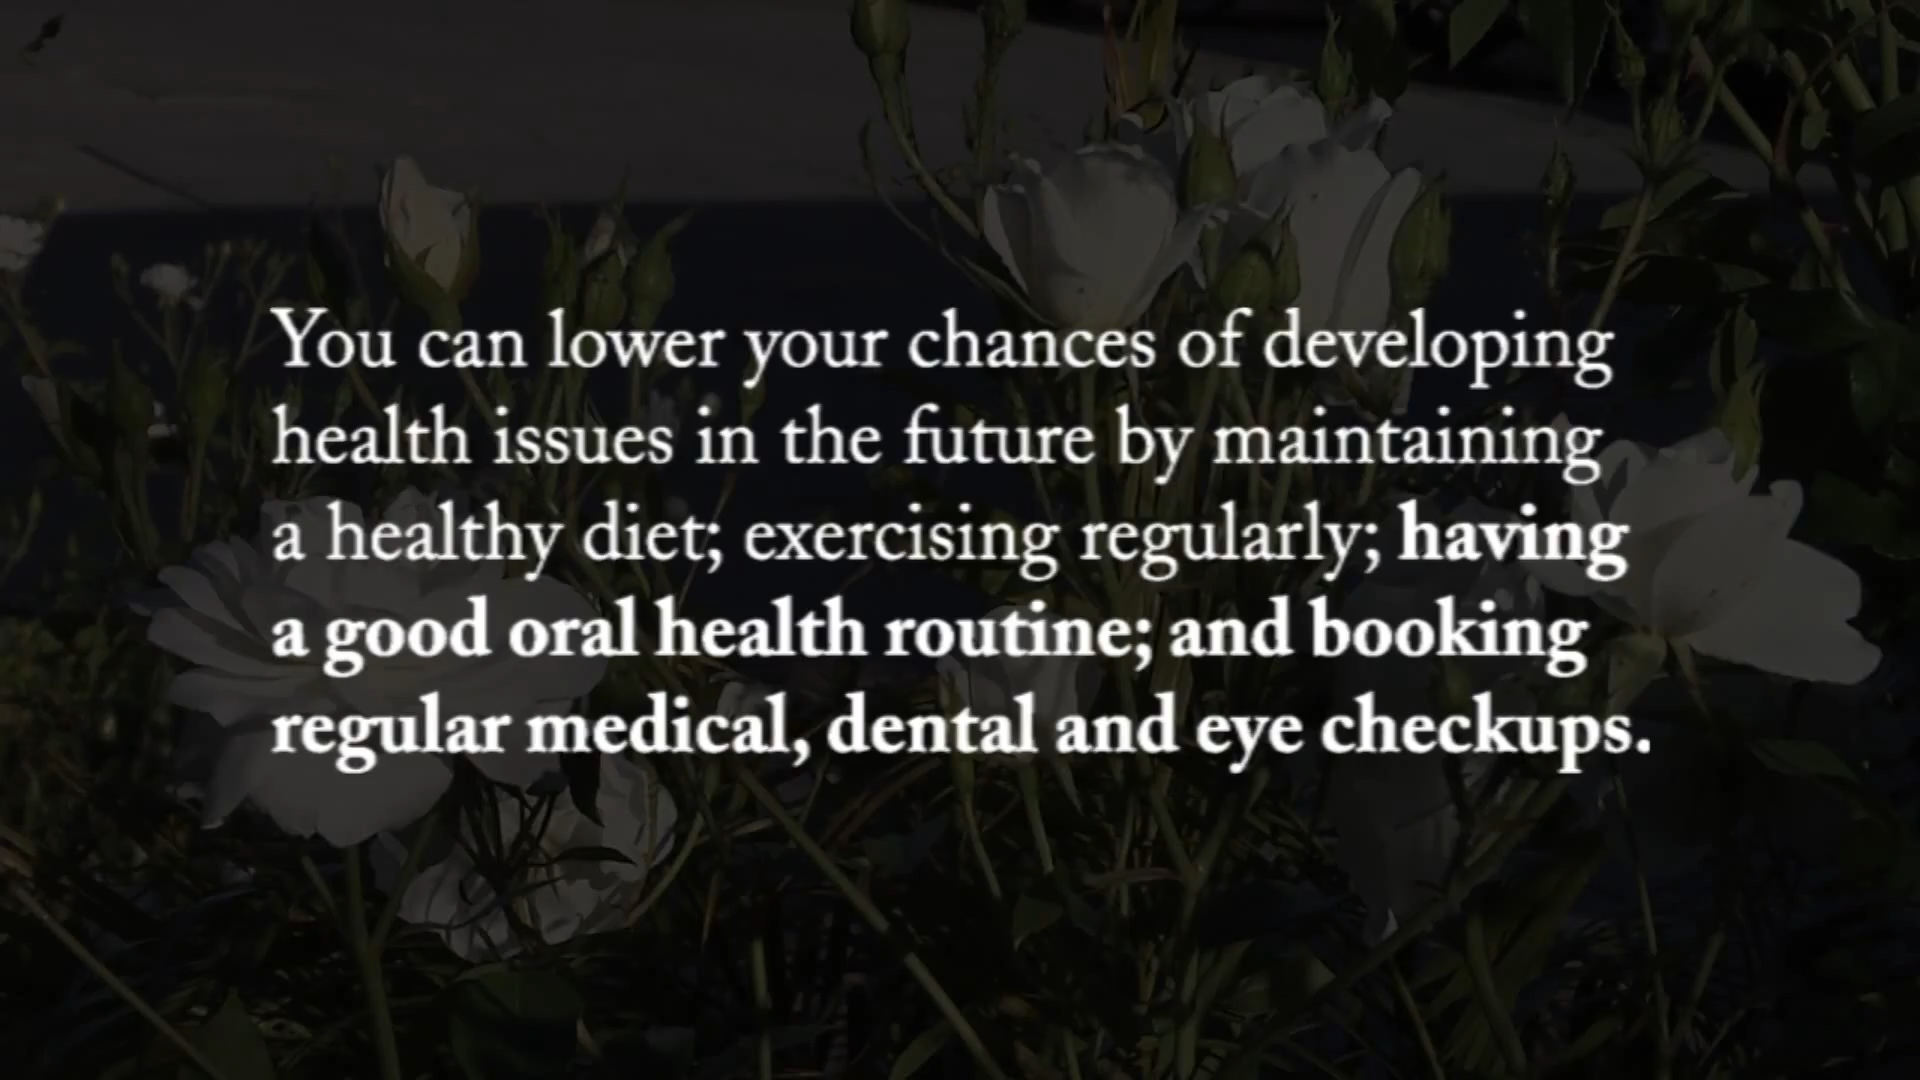 You can lower your chances of developing
health issues in the future by maintaining
a healthy diet; exercising regularly; having
a good oral health routine; and booking
regular medical, dental and eye checkups.